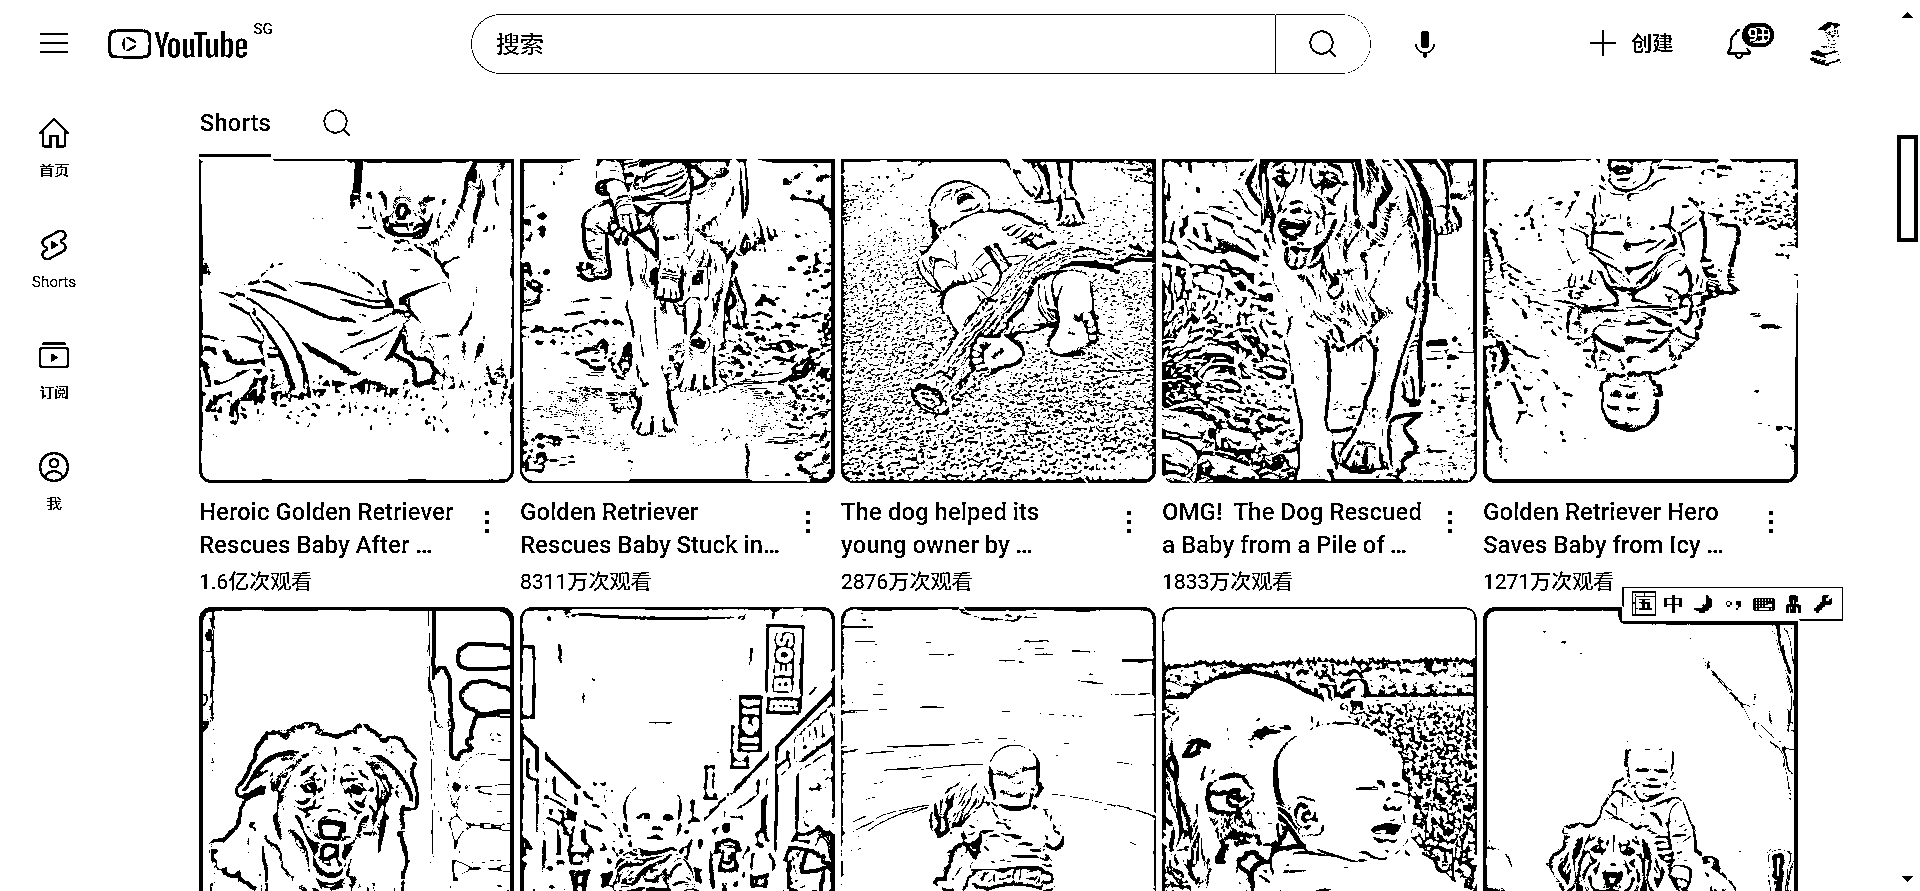 YouTube SG
搜索
创建
9+
Shorts
首页
Shorts
订阅
我
Heroic Golden Retriever
Rescues Baby After ...
1.6亿次观看
Golden Retriever
Rescues Baby Stuck in...
8311万次观看
The dog helped its
young owner by ...
2876万次观看
OMG! The Dog Rescued
a Baby from a Pile of ...
1833万次观看
Golden Retriever Hero
Saves Baby from Icy ...
1271万次观看
五 中